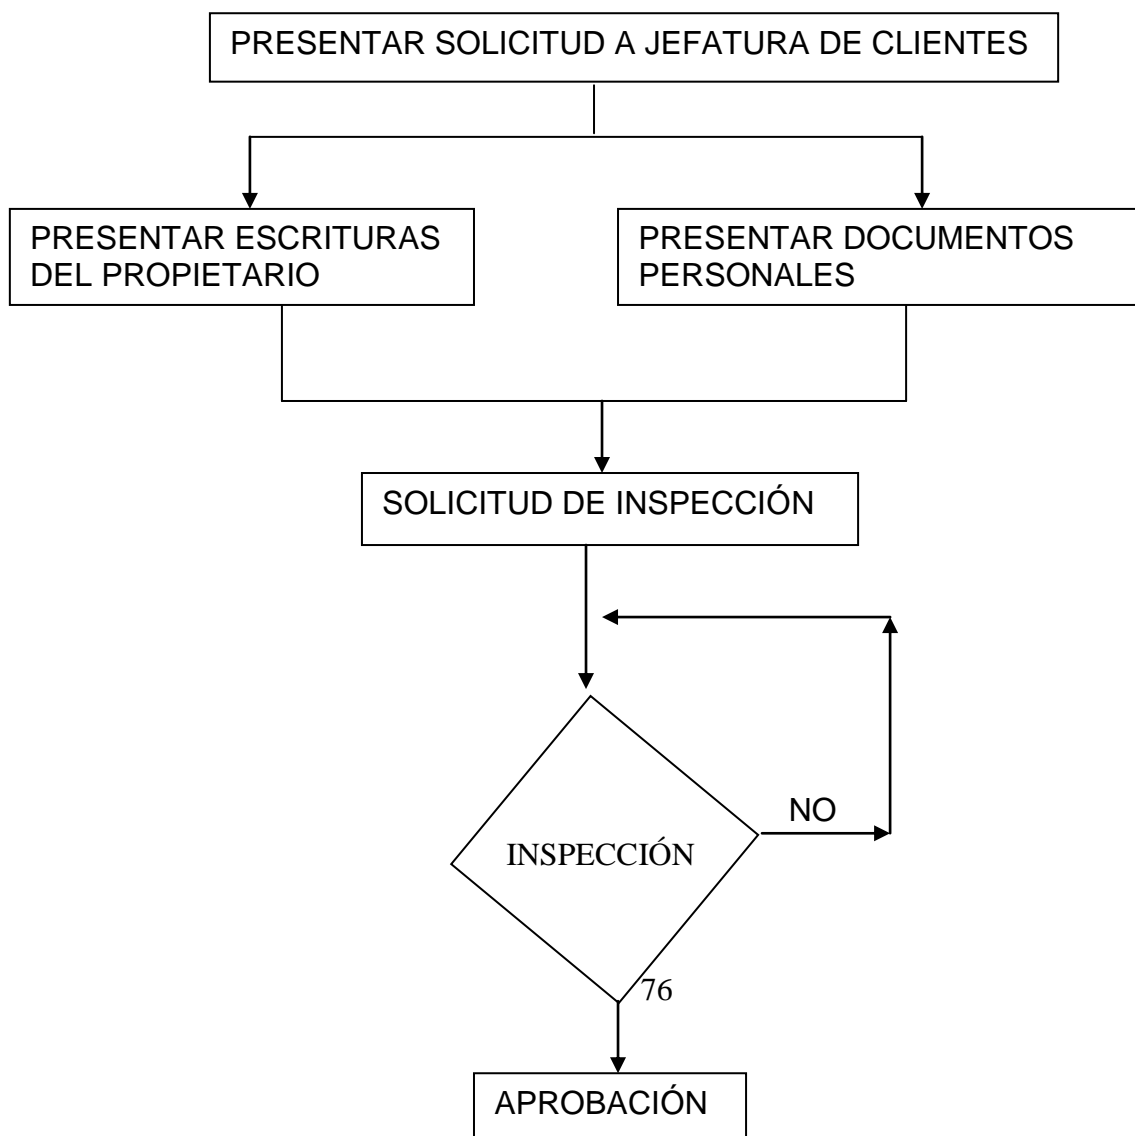 PRESENTAR SOLICITUD A JEFATURA DE CLIENTES
PRESENTAR ESCRITURAS
DEL PROPIETARIO
PRESENTAR DOCUMENTOS
PERSONALES
SOLICITUD DE INSPECCIÓN
NO
INSPECCIÓN
76
APROBACIÓN